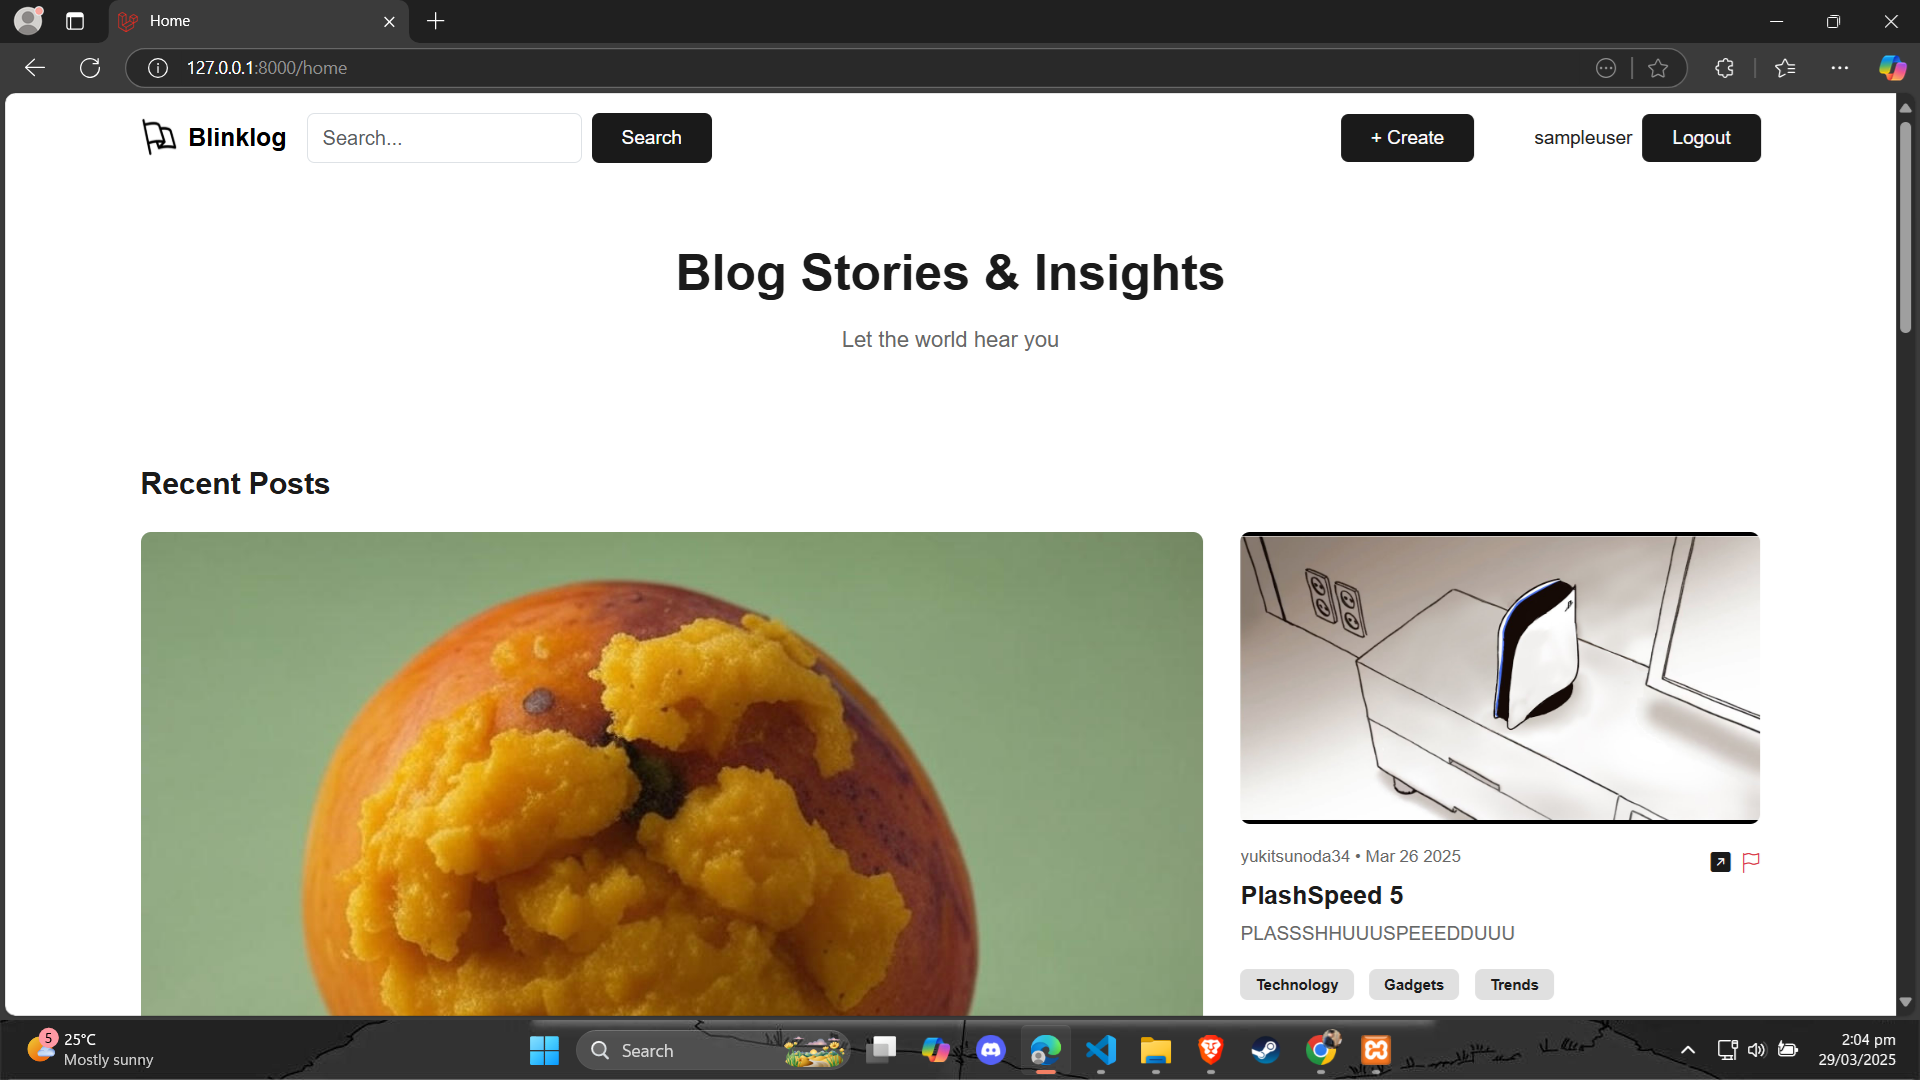 Home
127.0.0.1:8000/home
Blinklog
Search...
Search
+ Create
sampleuser
Logout
Blog Stories & Insights
Let the world hear you
Recent Posts
yukitsunoda34 • Mar 26 2025
PlashSpeed 5
PLASSSHHUUUSPEEEDDUUU
Technology
Gadgets
Trends
5
25°C
Mostly sunny
Search
2:04 pm
29/03/2025